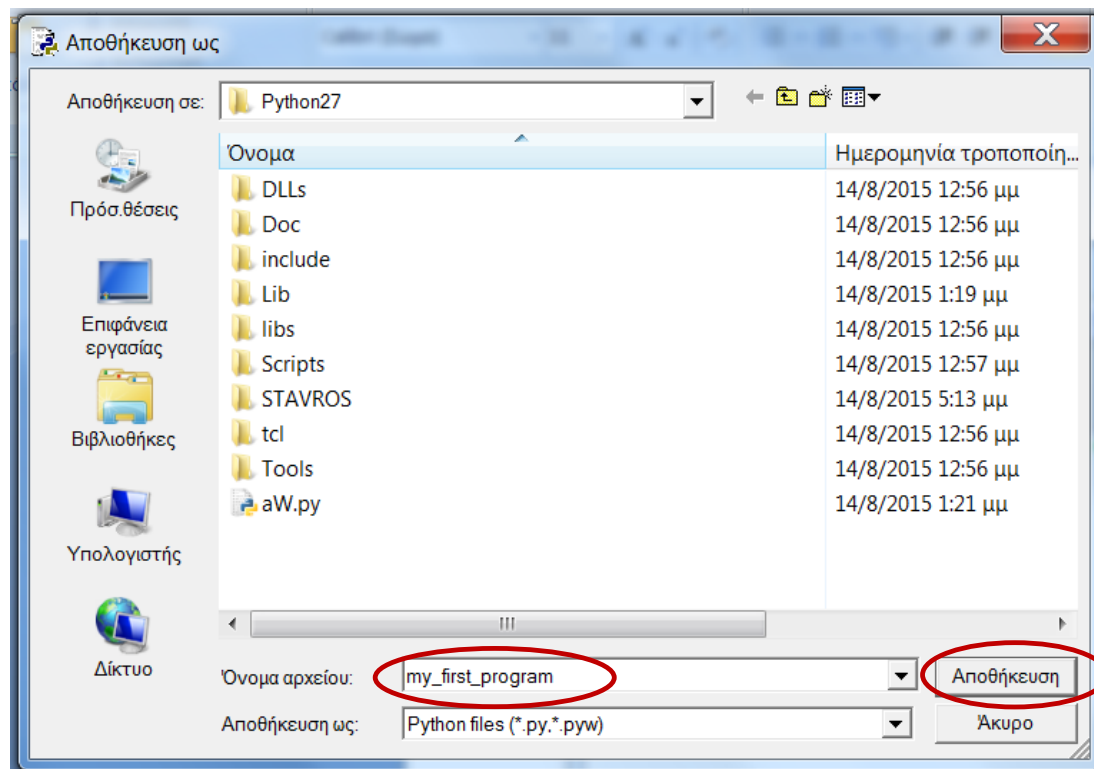 Αποθήκευση ως
Αποθήκευση σε:
Python27
Όνομα
Ημερομηνία τροποποίη...
DLLs
14/8/2015 12:56 μμ
Doc
14/8/2015 12:56 μμ
include
14/8/2015 12:56 μμ
Lib
14/8/2015 1:19 μμ
libs
14/8/2015 12:56 μμ
Scripts
14/8/2015 12:57 μμ
STAVROS
14/8/2015 5:13 μμ
tcl
14/8/2015 12:56 μμ
Tools
14/8/2015 12:56 μμ
aW.py
14/8/2015 1:21 μμ
Πρόσ.θέσεις
Επιφάνεια
εργασίας
Βιβλιοθήκες
Υπολογιστής
Δίκτυο
Όνομα αρχείου:
my_first_program
Αποθήκευση
Αποθήκευση ως:
Python files (*.py,*.pyw)
Άκυρο